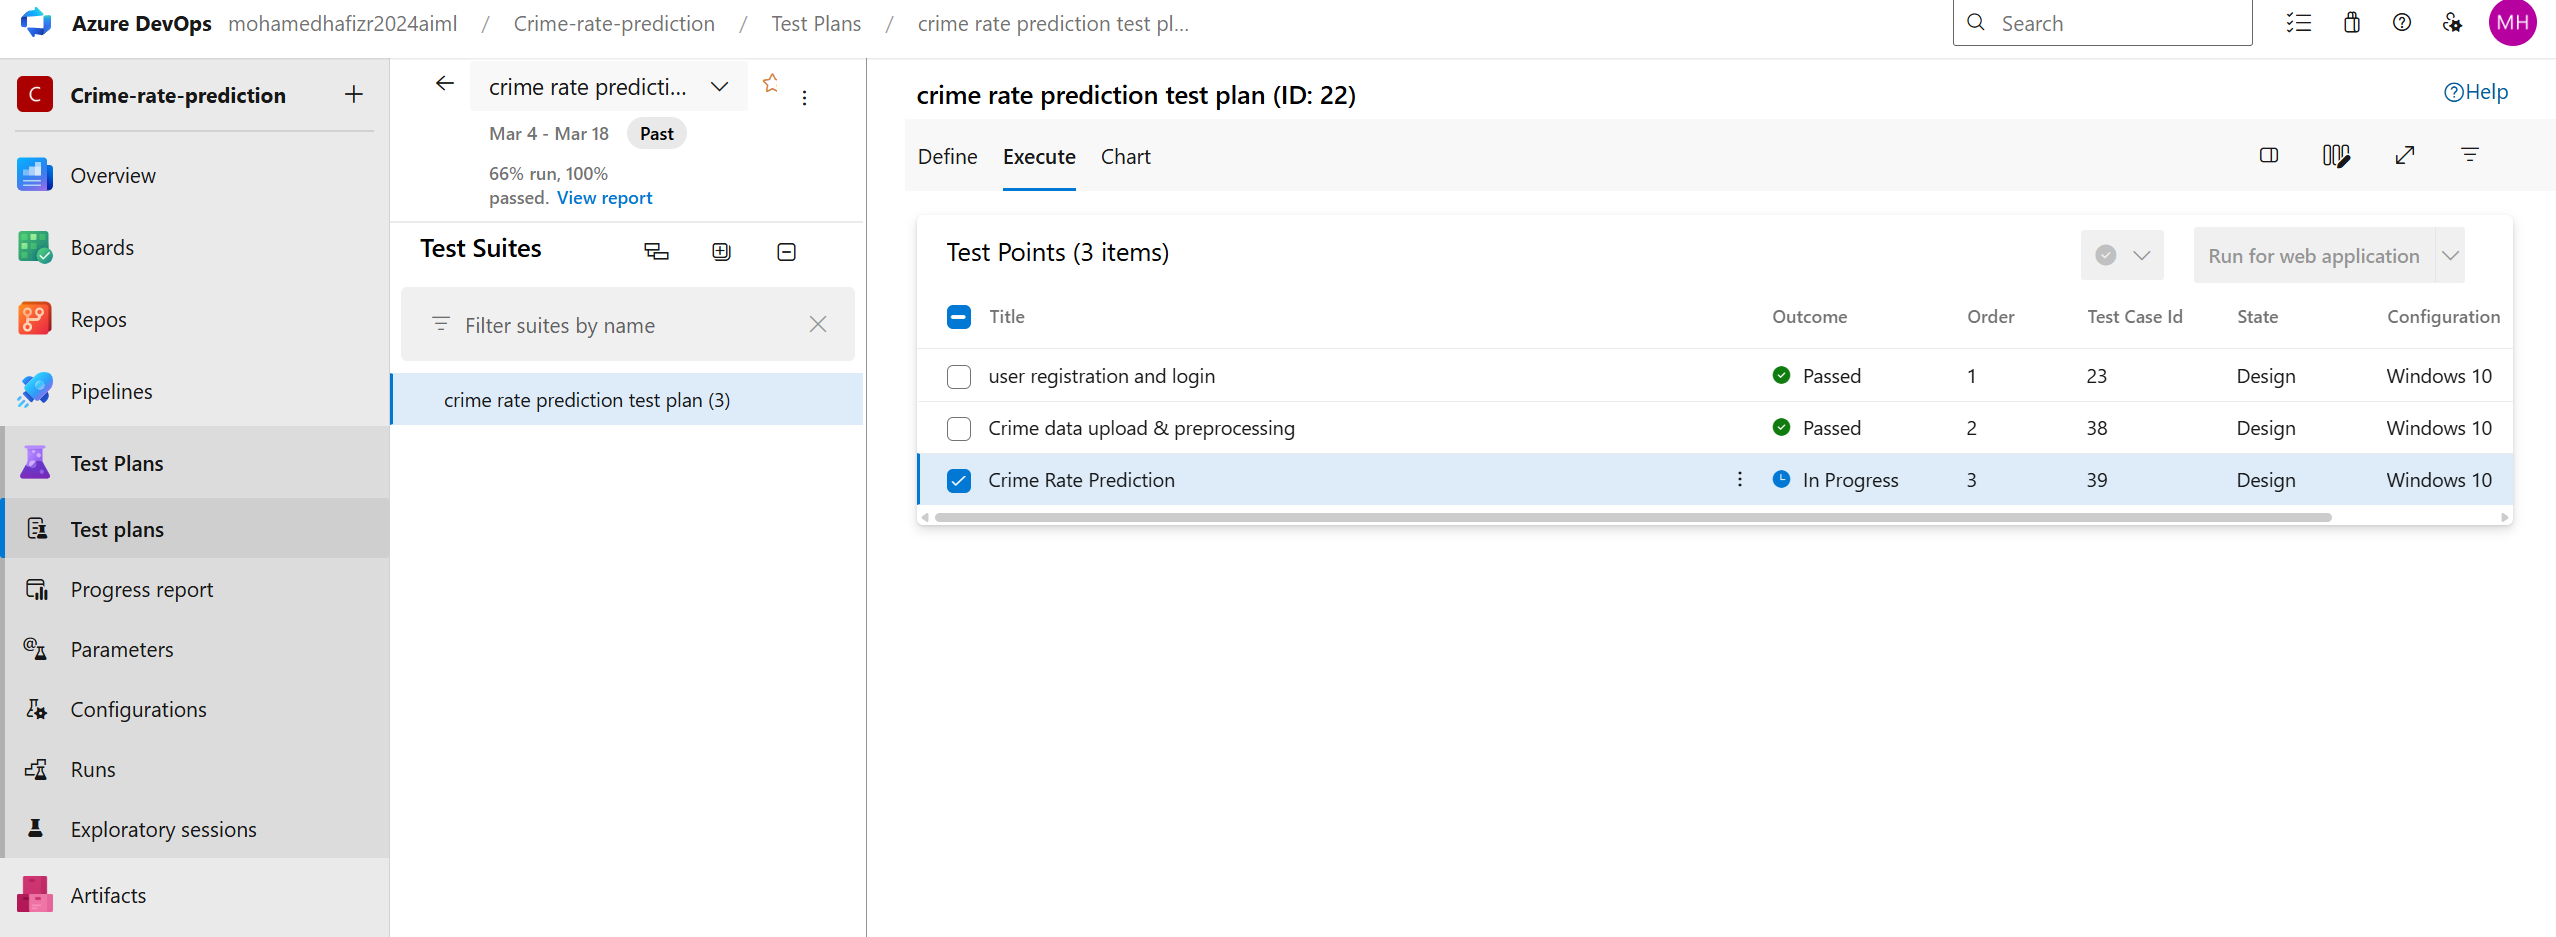 Azure DevOps mohamedhafizr2024aiml / Crime-rate-prediction / Test Plans / crime rate prediction test pl... Search MH
C Crime-rate-prediction +
Overview
Boards
Repos
Pipelines
Test Plans
Test plans
Progress report
Parameters
Configurations
Runs
Exploratory sessions
Artifacts
crime rate predicti...
Mar 4 - Mar 18 Past
66% run, 100%
passed. View report
Test Suites
Filter suites by name
crime rate prediction test plan (3)
crime rate prediction test plan (ID: 22) Help
Define Execute Chart
Test Points (3 items) Run for web application
Title Outcome Order Test Case Id State Configuration
user registration and login Passed 1 23 Design Windows 10
Crime data upload & preprocessing Passed 2 38 Design Windows 10
Crime Rate Prediction In Progress 3 39 Design Windows 10